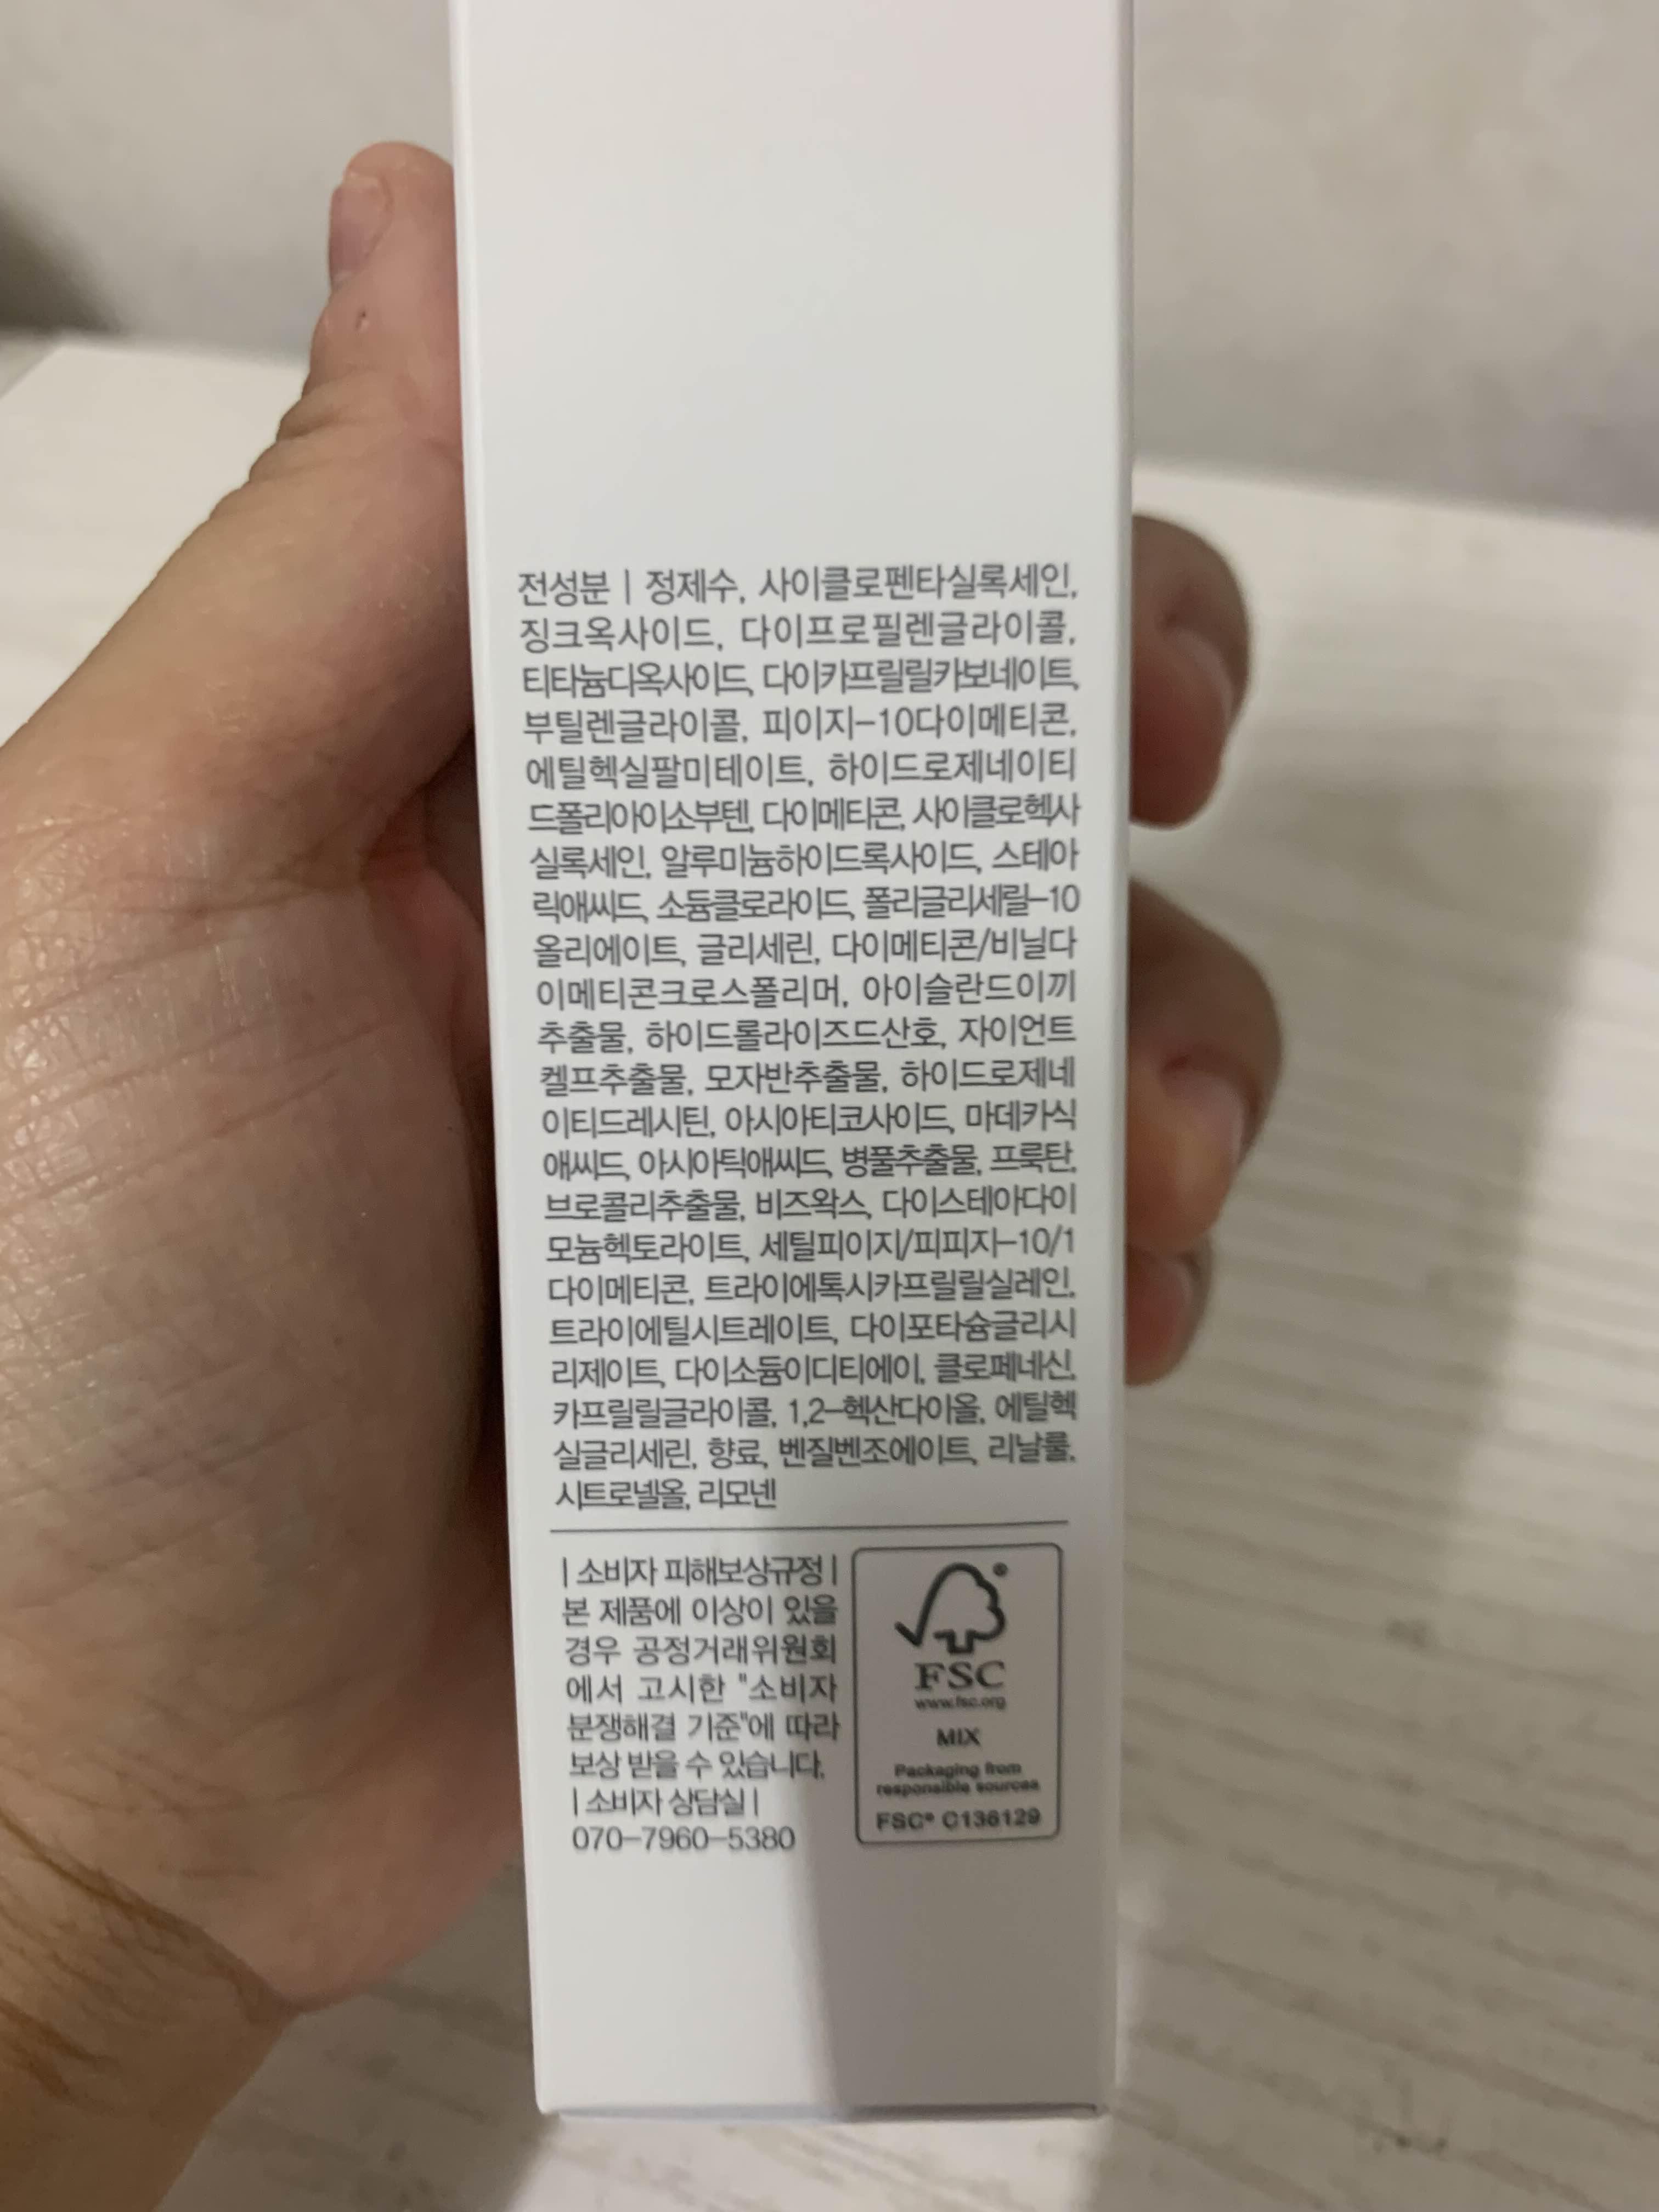 전성분 | 정제수, 사이클로펜타실록세인,
징크옥사이드, 다이프로필렌글라이콜,
티타늄디옥사이드, 다이카프릴릴카보네이트,
부틸렌글라이콜, 피이지-10다이메티콘,
에틸헥실팔미테이트, 하이드로제네이티
드폴리아이소부텐, 다이메티콘, 사이클로헥사
실록세인, 알루미늄하이드록사이드, 스테아
릭애씨드, 소듐클로라이드, 폴리글리세릴-10
올리에이트, 글리세린, 다이메티콘/비닐다
이메티콘크로스폴리머, 아이슬란드이끼
추출물, 하이드롤라이즈드산호, 자이언트
켈프추출물, 모자반추출물, 하이드로제네
이티드레시틴, 아시아티코사이드, 마데카식
애씨드, 아시아틱애씨드, 병풀추출물, 프룩탄,
브로콜리추출물, 비즈왁스, 다이스테아다이
모늄헥토라이트, 세틸피이지/피피지-10/1
다이메티콘, 트라이에톡시카프릴릴실레인,
트라이에틸시트레이트, 다이포타슘글리시
리제이트, 다이소듐이디티에이, 클로페네신,
카프릴릴글라이콜, 1,2-헥산다이올, 에틸헥
실글리세린, 향료, 벤질벤조에이트, 리날룰,
시트로넬올, 리모넨
| 소비자 피해보상규정 |
본 제품에 이상이 있을
경우 공정거래위원회
에서 고시한 "소비자
분쟁해결 기준"에 따라
보상 받을 수 있습니다.
| 소비자 상담실 |
070-7960-5380
FSC
www.fsc.org
MIX
Packaging from
responsible sources
FSC® C136129